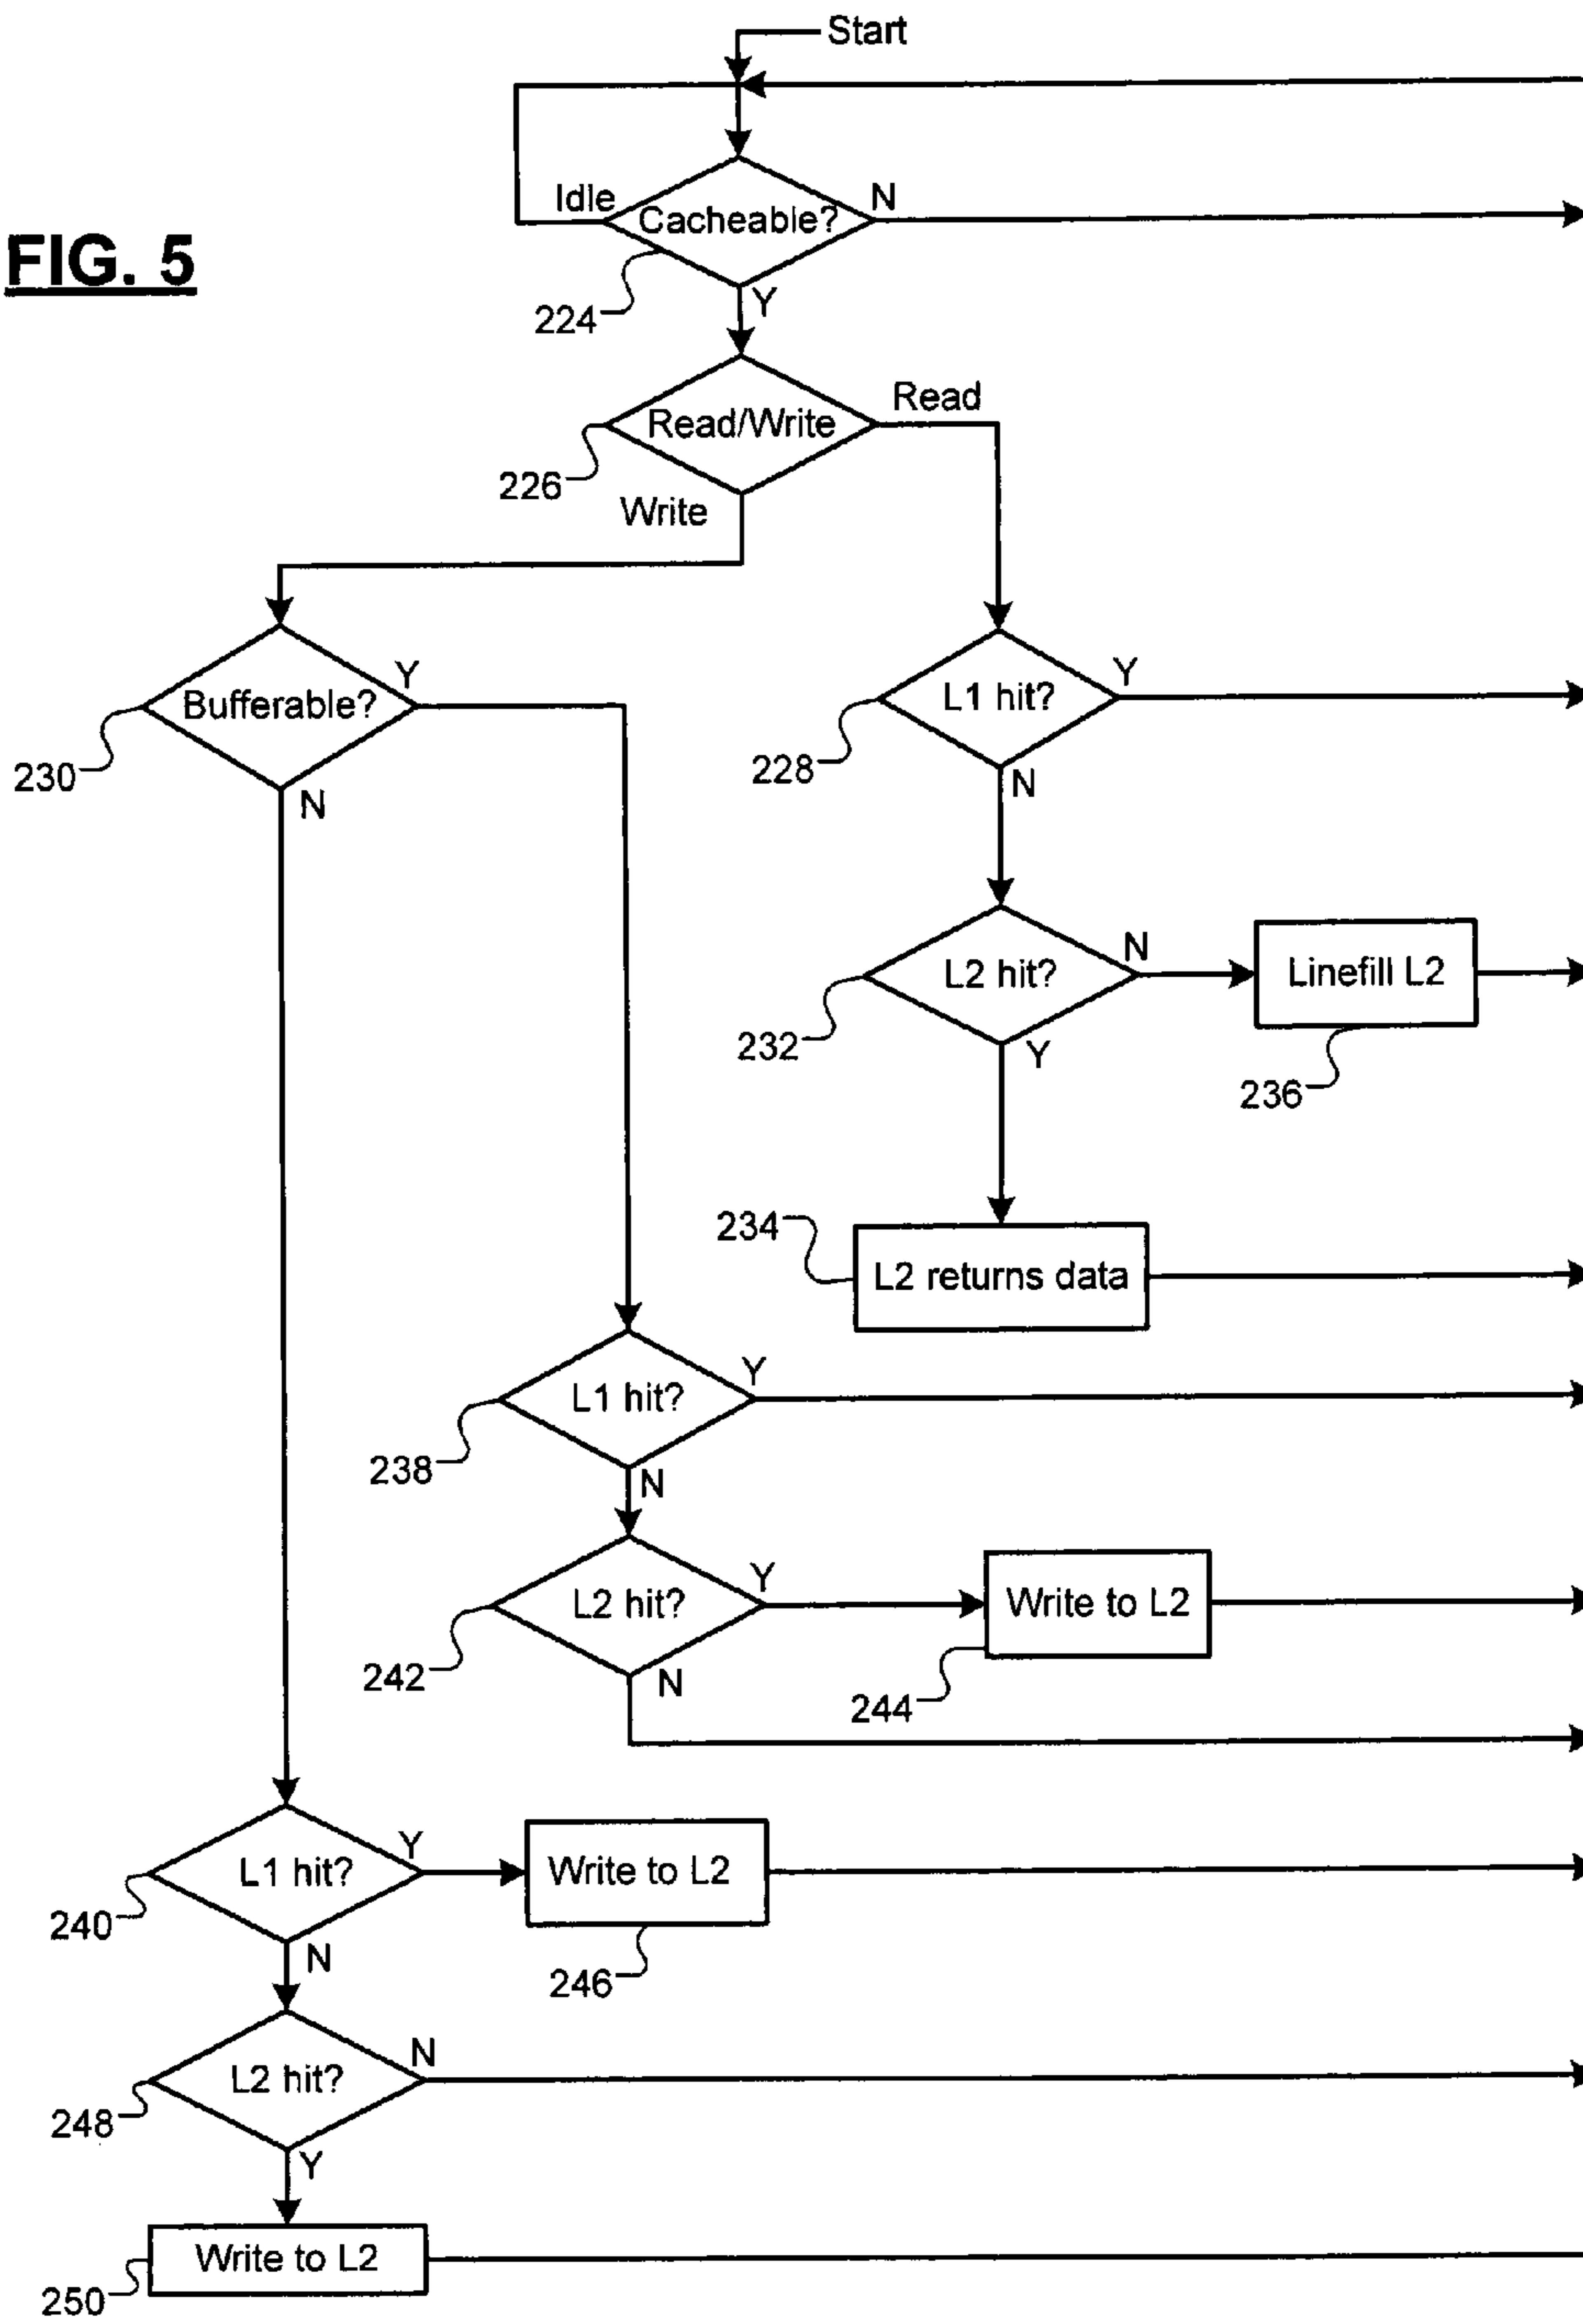 Start
Idle
Cacheable?
N
FIG. 5
224
Y
Read/Write
Read
226
Write
Bufferable?
Y
230
N
L1 hit?
Y
228
N
L2 hit?
N
Linefill L2
232
Y
236
234
L2 returns data
L1 hit?
Y
238
N
L2 hit?
Y
Write to L2
242
N
244
L1 hit?
Y
Write to L2
240
N
246
L2 hit?
N
248
Y
Write to L2
250